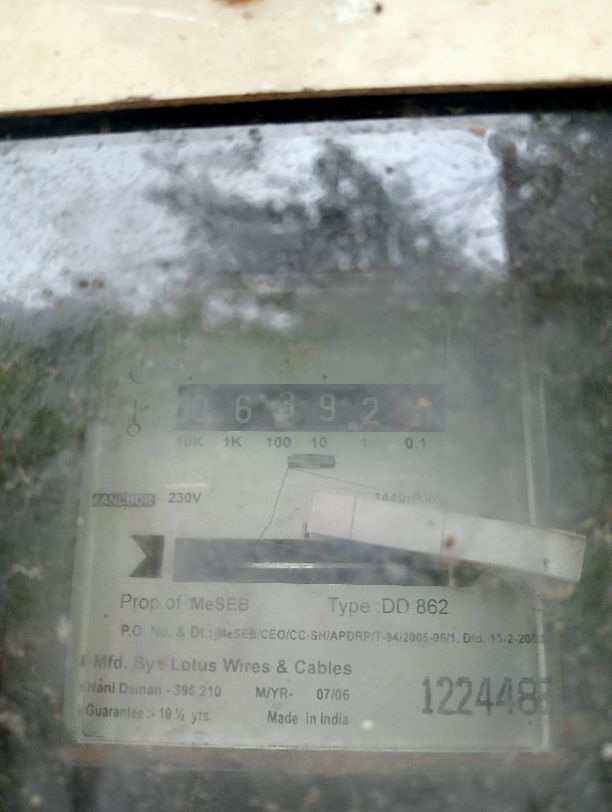 6 3 9 2
10K 1K 100 10 1 0.1
ANCHOR 230V
Prop.of :MeSEB Type :DD 862
P.O. No. & Dt.: MeSEB/CEO/CC-SH/APDRP/T-94/2005-06/1, Dtd. 13-2-200
Mfd. By : Lotus Wires & Cables
Nani Daman - 396 210 M/YR- 07/06
Guarantee :- 10 ½ yrs. Made in India
122448